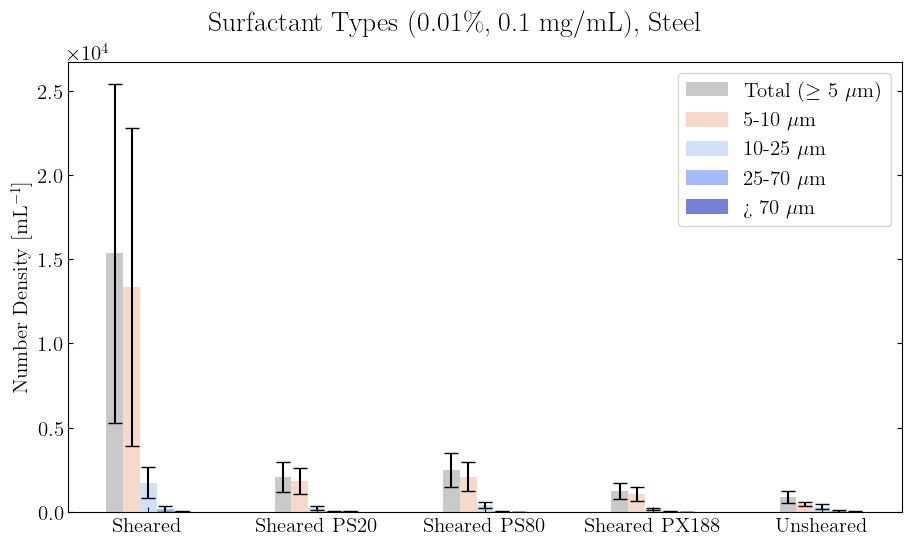 Surfactant Types (0.01%, 0.1 mg/mL), Steel
×10⁴
Number Density [mL⁻¹]
2.5
2.0
1.5
1.0
0.5
0.0
Total (≥ 5 μm)
5-10 μm
10-25 μm
25-70 μm
¿ 70 μm
Sheared
Sheared PS20
Sheared PS80
Sheared PX188
Unsheared